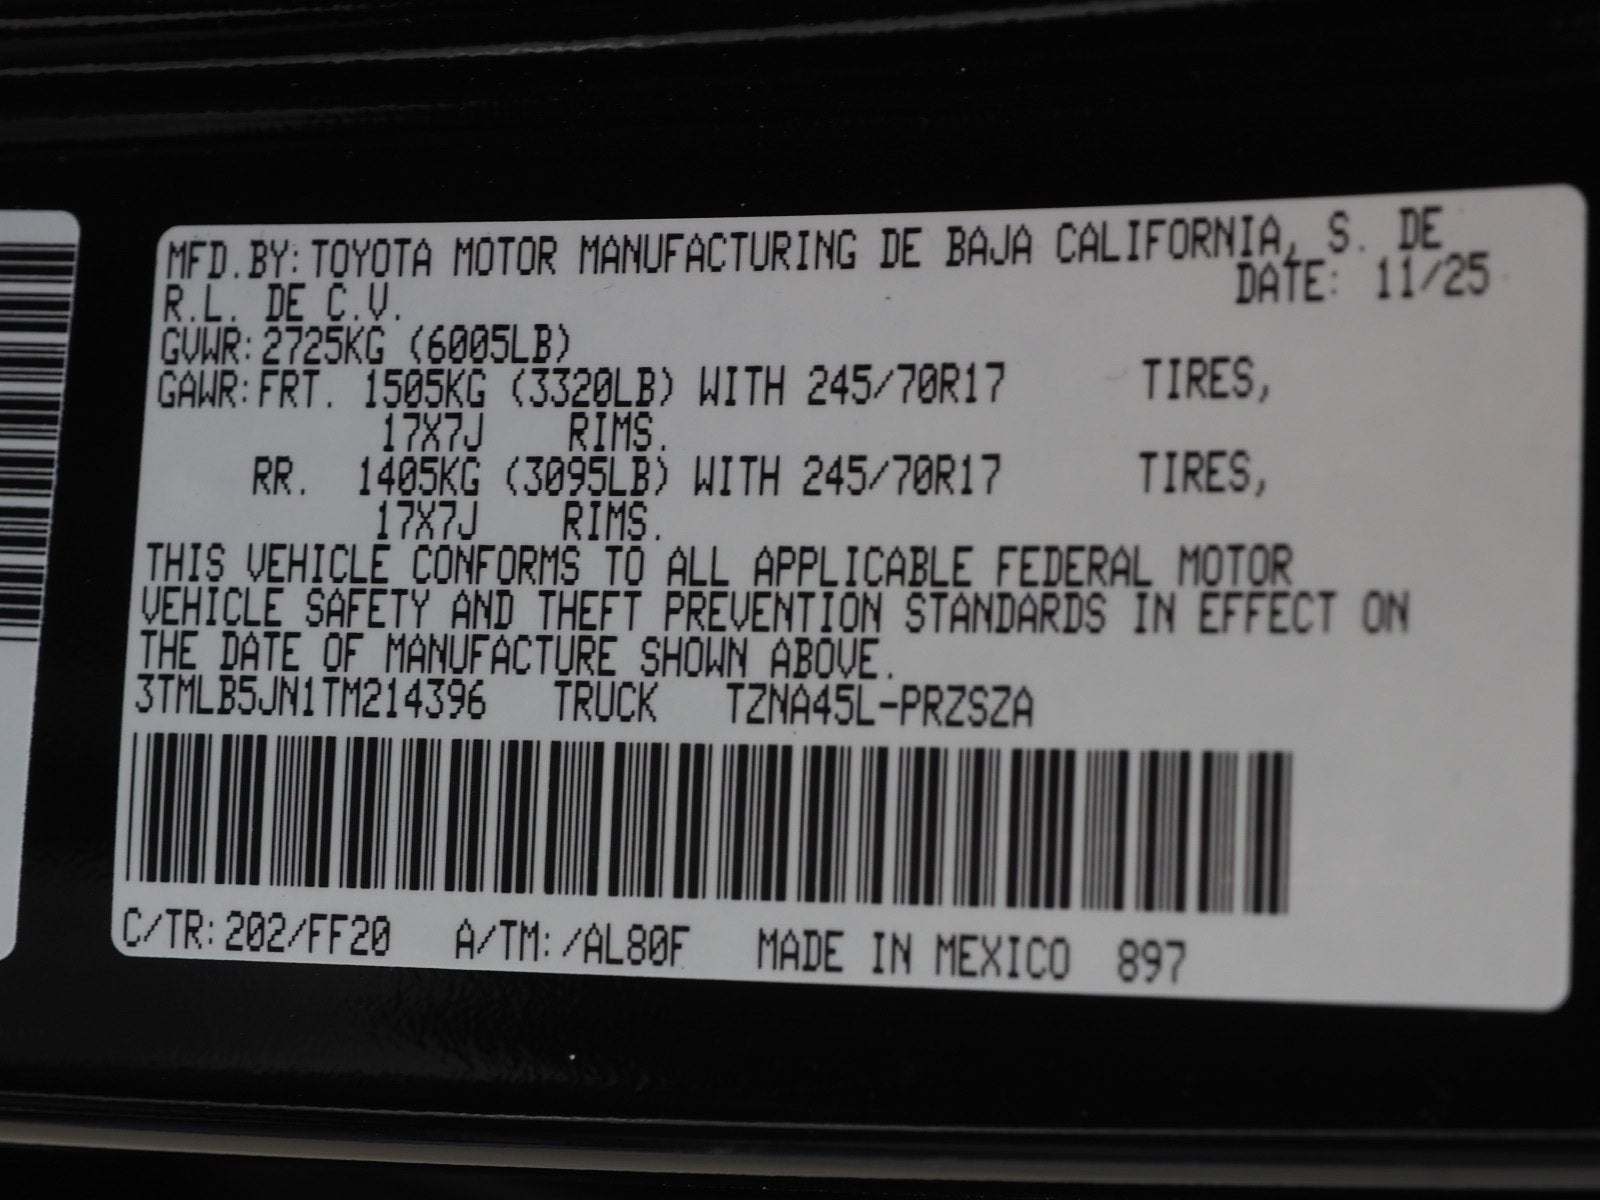 MFD.BY: TOYOTA MOTOR MANUFACTURING DE BAJA CALIFORNIA, S. DE
R.L. DE C.V. DATE: 11/25
GVWR: 2725KG (6005LB)
GAWR: FRT. 1505KG (3320LB) WITH 245/70R17 TIRES,
17X7J RIMS.
RR. 1405KG (3095LB) WITH 245/70R17 TIRES,
17X7J RIMS.
THIS VEHICLE CONFORMS TO ALL APPLICABLE FEDERAL MOTOR
VEHICLE SAFETY AND THEFT PREVENTION STANDARDS IN EFFECT ON
THE DATE OF MANUFACTURE SHOWN ABOVE.
3TMLB5JN1TM214396 TRUCK TZNA45L-PRZSZA
C/TR: 202/FF20 A/TM: /AL80F MADE IN MEXICO 897